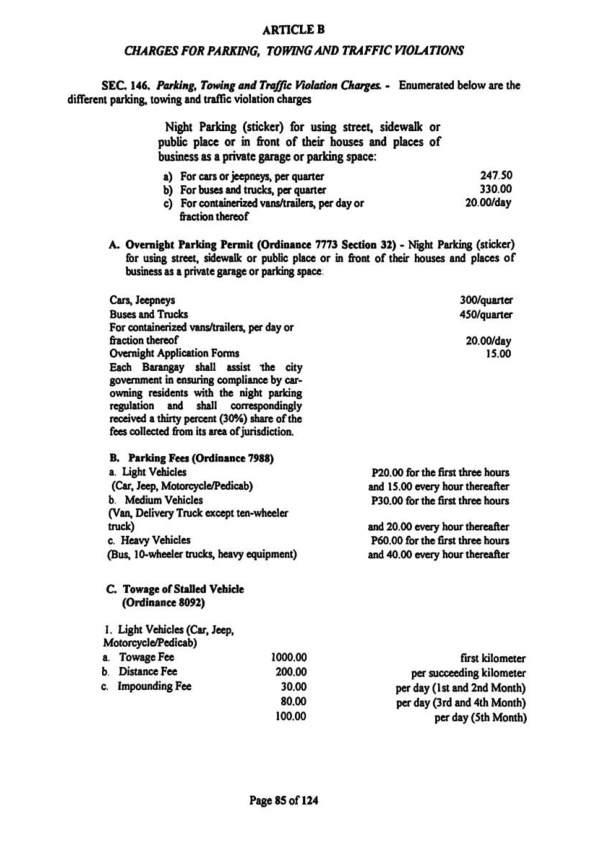 ARTICLE B
CHARGES FOR PARKING, TOWING AND TRAFFIC VIOLATIONS
SEC. 146. Parking, Towing and Traffic Violation Charges. - Enumerated below are the
different parking, towing and traffic violation charges
Night Parking (sticker) for using street, sidewalk or
public place or in front of their houses and places of
business as a private garage or parking space:
a) For cars or jeepneys, per quarter 247.50
b) For buses and trucks, per quarter 330.00
c) For containerized vans/trailers, per day or 20.00/day
fraction thereof
A. Overnight Parking Permit (Ordinance 7773 Section 32) - Night Parking (sticker)
for using street, sidewalk or public place or in front of their houses and places of
business as a private garage or parking space.
Cars, Jeepneys 300/quarter
Buses and Trucks 450/quarter
For containerized vans/trailers, per day or
fraction thereof 20.00/day
Overnight Application Forms 15.00
Each Barangay shall assist the city
government in ensuring compliance by car-
owning residents with the night parking
regulation and shall correspondingly
received a thirty percent (30%) share of the
fees collected from its area of jurisdiction.
B. Parking Fees (Ordinance 7988)
a. Light Vehicles P20.00 for the first three hours
(Car, Jeep, Motorcycle/Pedicab) and 15.00 every hour thereafter
b. Medium Vehicles P30.00 for the first three hours
(Van, Delivery Truck except ten-wheeler
truck) and 20.00 every hour thereafter
c. Heavy Vehicles P60.00 for the first three hours
(Bus, 10-wheeler trucks, heavy equipment) and 40.00 every hour thereafter
C. Towage of Stalled Vehicle
(Ordinance 8092)
1. Light Vehicles (Car, Jeep,
Motorcycle/Pedicab)
a. Towage Fee 1000.00 first kilometer
b. Distance Fee 200.00 per succeeding kilometer
c. Impounding Fee 30.00 per day (1st and 2nd Month)
80.00 per day (3rd and 4th Month)
100.00 per day (5th Month)
Page 85 of 124